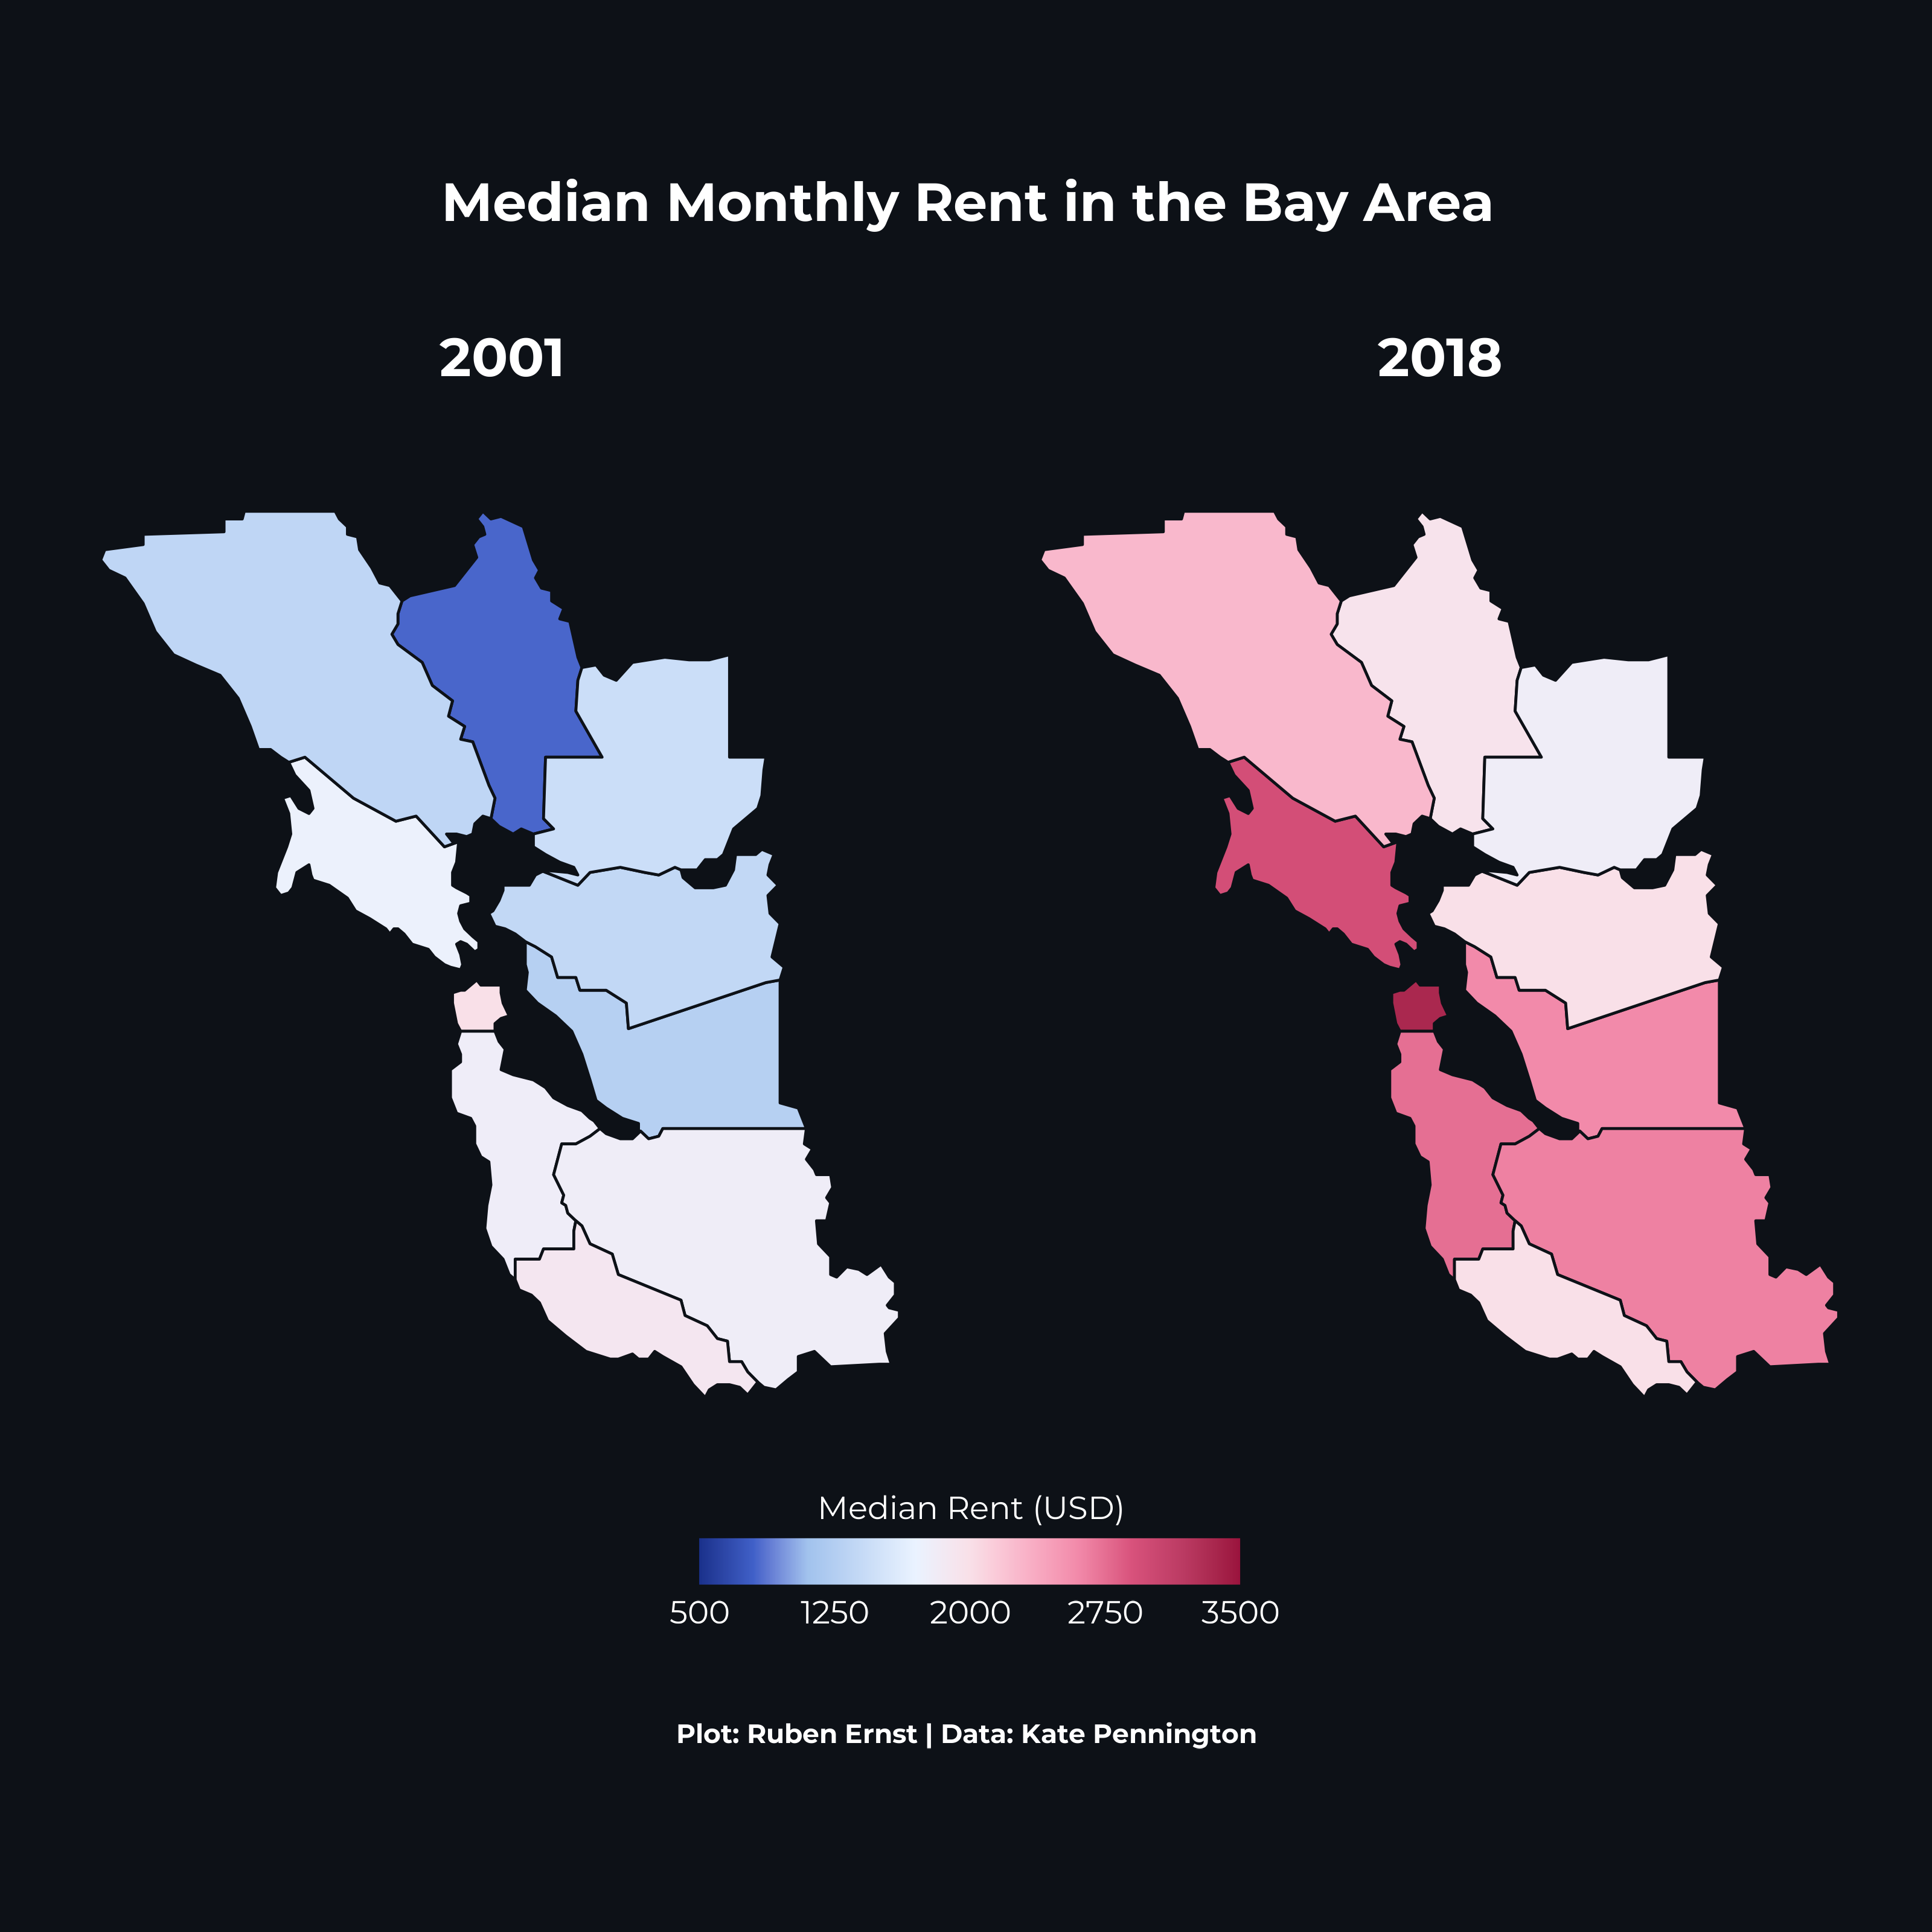 Median Monthly Rent in the Bay Area
2001
2018
Median Rent (USD)
500 1250 2000 2750 3500
Plot: Ruben Ernst | Data: Kate Pennington